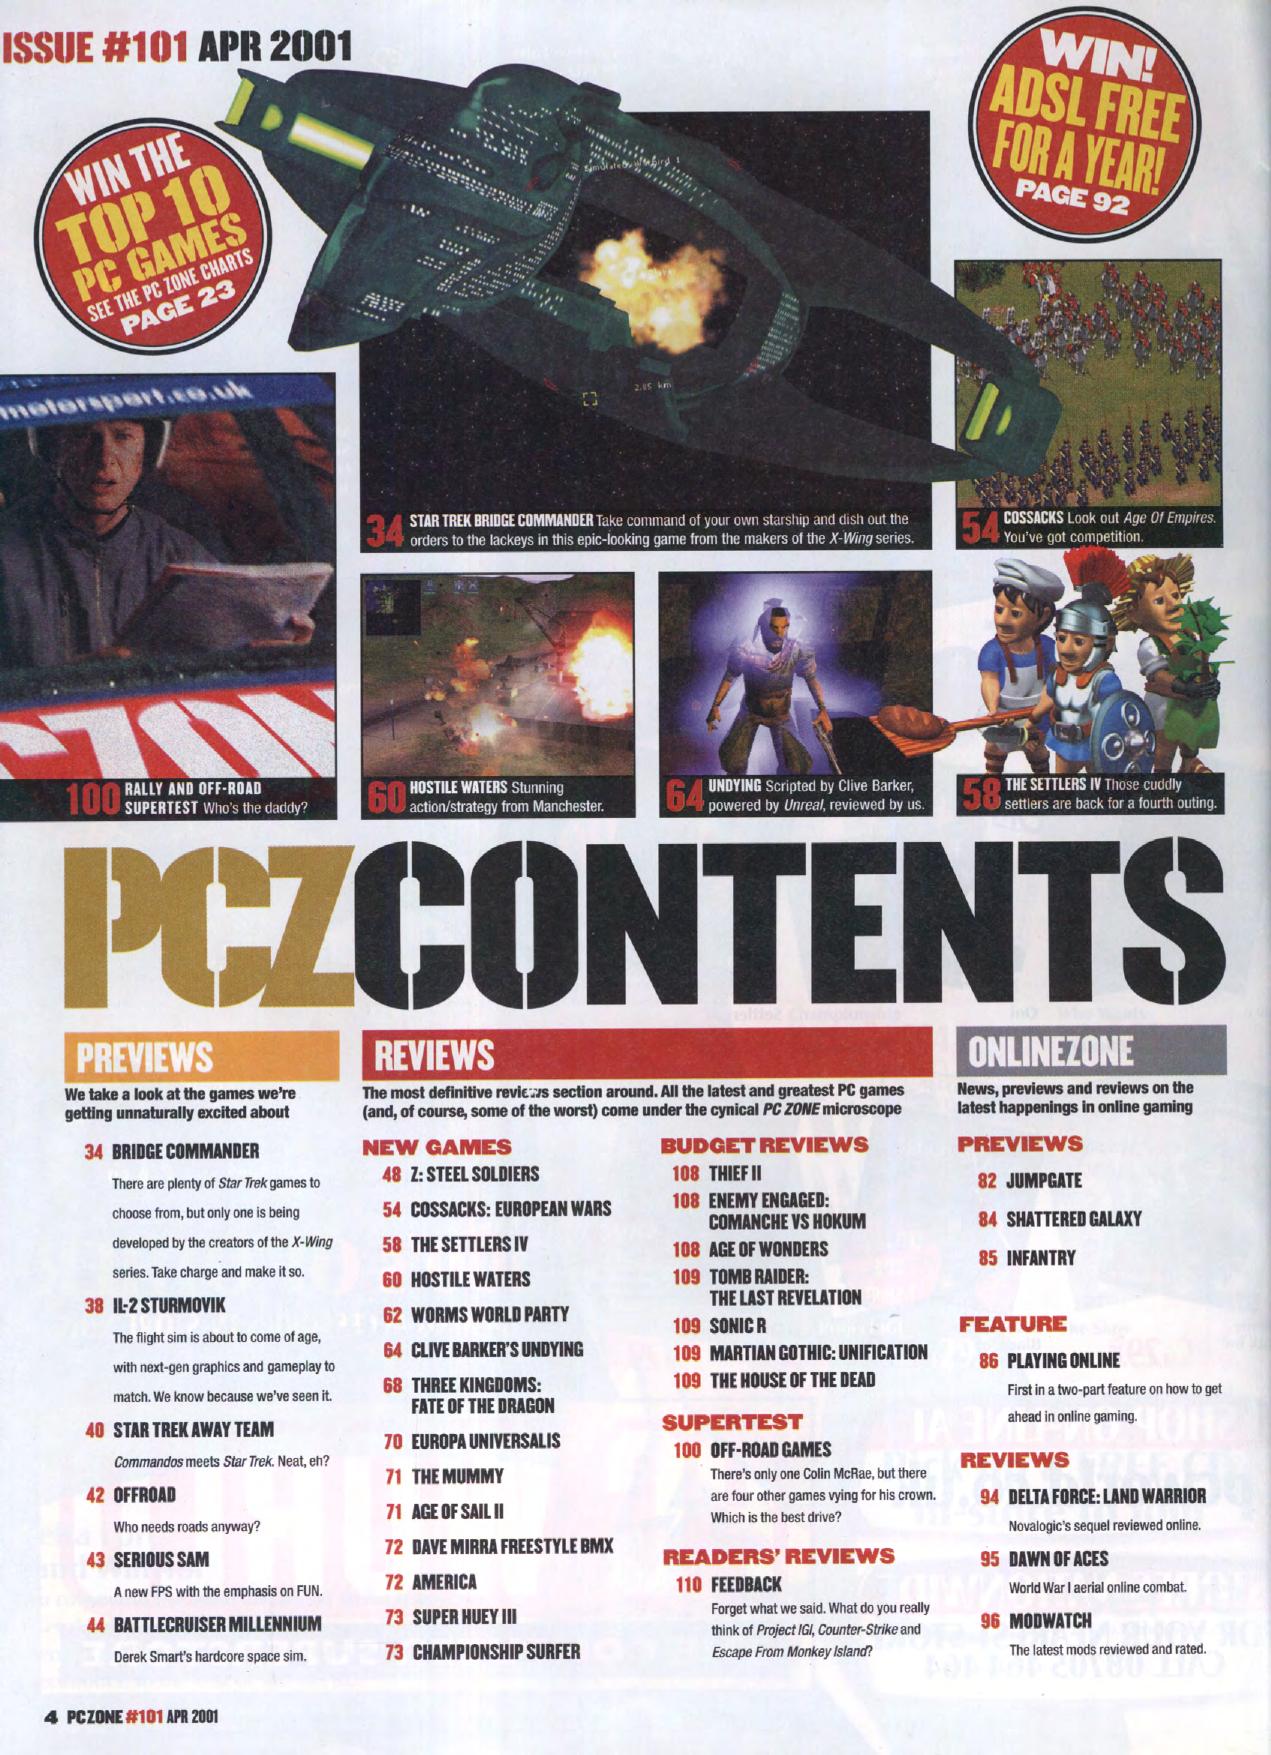 ISSUE #101 APR 2001
WIN THE
TOP 10
PC GAMES
SEE THE PC ZONE CHARTS
PAGE 23
WIN!
ADSL FREE
FOR A YEAR!
PAGE 92
2.85 km
motorsport.co.uk
34 STAR TREK BRIDGE COMMANDER Take command of your own starship and dish out the
orders to the lackeys in this epic-looking game from the makers of the X-Wing series.
54 COSSACKS Look out Age Of Empires.
You've got competition.
100 RALLY AND OFF-ROAD
SUPERTEST Who's the daddy?
60 HOSTILE WATERS Stunning
action/strategy from Manchester.
64 UNDYING Scripted by Clive Barker,
powered by Unreal, reviewed by us.
58 THE SETTLERS IV Those cuddly
settlers are back for a fourth outing.
PCZCONTENTS
PREVIEWS
We take a look at the games we're
getting unnaturally excited about
34 BRIDGE COMMANDER
There are plenty of Star Trek games to
choose from, but only one is being
developed by the creators of the X-Wing
series. Take charge and make it so.
38 IL-2 STURMOVIK
The flight sim is about to come of age,
with next-gen graphics and gameplay to
match. We know because we've seen it.
40 STAR TREK AWAY TEAM
Commandos meets Star Trek. Neat, eh?
42 OFFROAD
Who needs roads anyway?
43 SERIOUS SAM
A new FPS with the emphasis on FUN.
44 BATTLECRUISER MILLENNIUM
Derek Smart's hardcore space sim.
REVIEWS
The most definitive reviews section around. All the latest and greatest PC games
(and, of course, some of the worst) come under the cynical PC ZONE microscope
NEW GAMES
48 Z: STEEL SOLDIERS
54 COSSACKS: EUROPEAN WARS
58 THE SETTLERS IV
60 HOSTILE WATERS
62 WORMS WORLD PARTY
64 CLIVE BARKER'S UNDYING
68 THREE KINGDOMS:
FATE OF THE DRAGON
70 EUROPA UNIVERSALIS
71 THE MUMMY
71 AGE OF SAIL II
72 DAVE MIRRA FREESTYLE BMX
72 AMERICA
73 SUPER HUEY III
73 CHAMPIONSHIP SURFER
BUDGET REVIEWS
108 THIEF II
108 ENEMY ENGAGED:
COMANCHE VS HOKUM
108 AGE OF WONDERS
109 TOMB RAIDER:
THE LAST REVELATION
109 SONIC R
109 MARTIAN GOTHIC: UNIFICATION
109 THE HOUSE OF THE DEAD
SUPERTEST
100 OFF-ROAD GAMES
There's only one Colin McRae, but there
are four other games vying for his crown.
Which is the best drive?
READERS' REVIEWS
110 FEEDBACK
Forget what we said. What do you really
think of Project IGI, Counter-Strike and
Escape From Monkey Island?
ONLINEZONE
News, previews and reviews on the
latest happenings in online gaming
PREVIEWS
82 JUMPGATE
84 SHATTERED GALAXY
85 INFANTRY
FEATURE
86 PLAYING ONLINE
First in a two-part feature on how to get
ahead in online gaming.
REVIEWS
94 DELTA FORCE: LAND WARRIOR
Novalogic's sequel reviewed online.
95 DAWN OF ACES
World War I aerial online combat.
96 MODWATCH
The latest mods reviewed and rated.
4 PCZONE #101 APR 2001